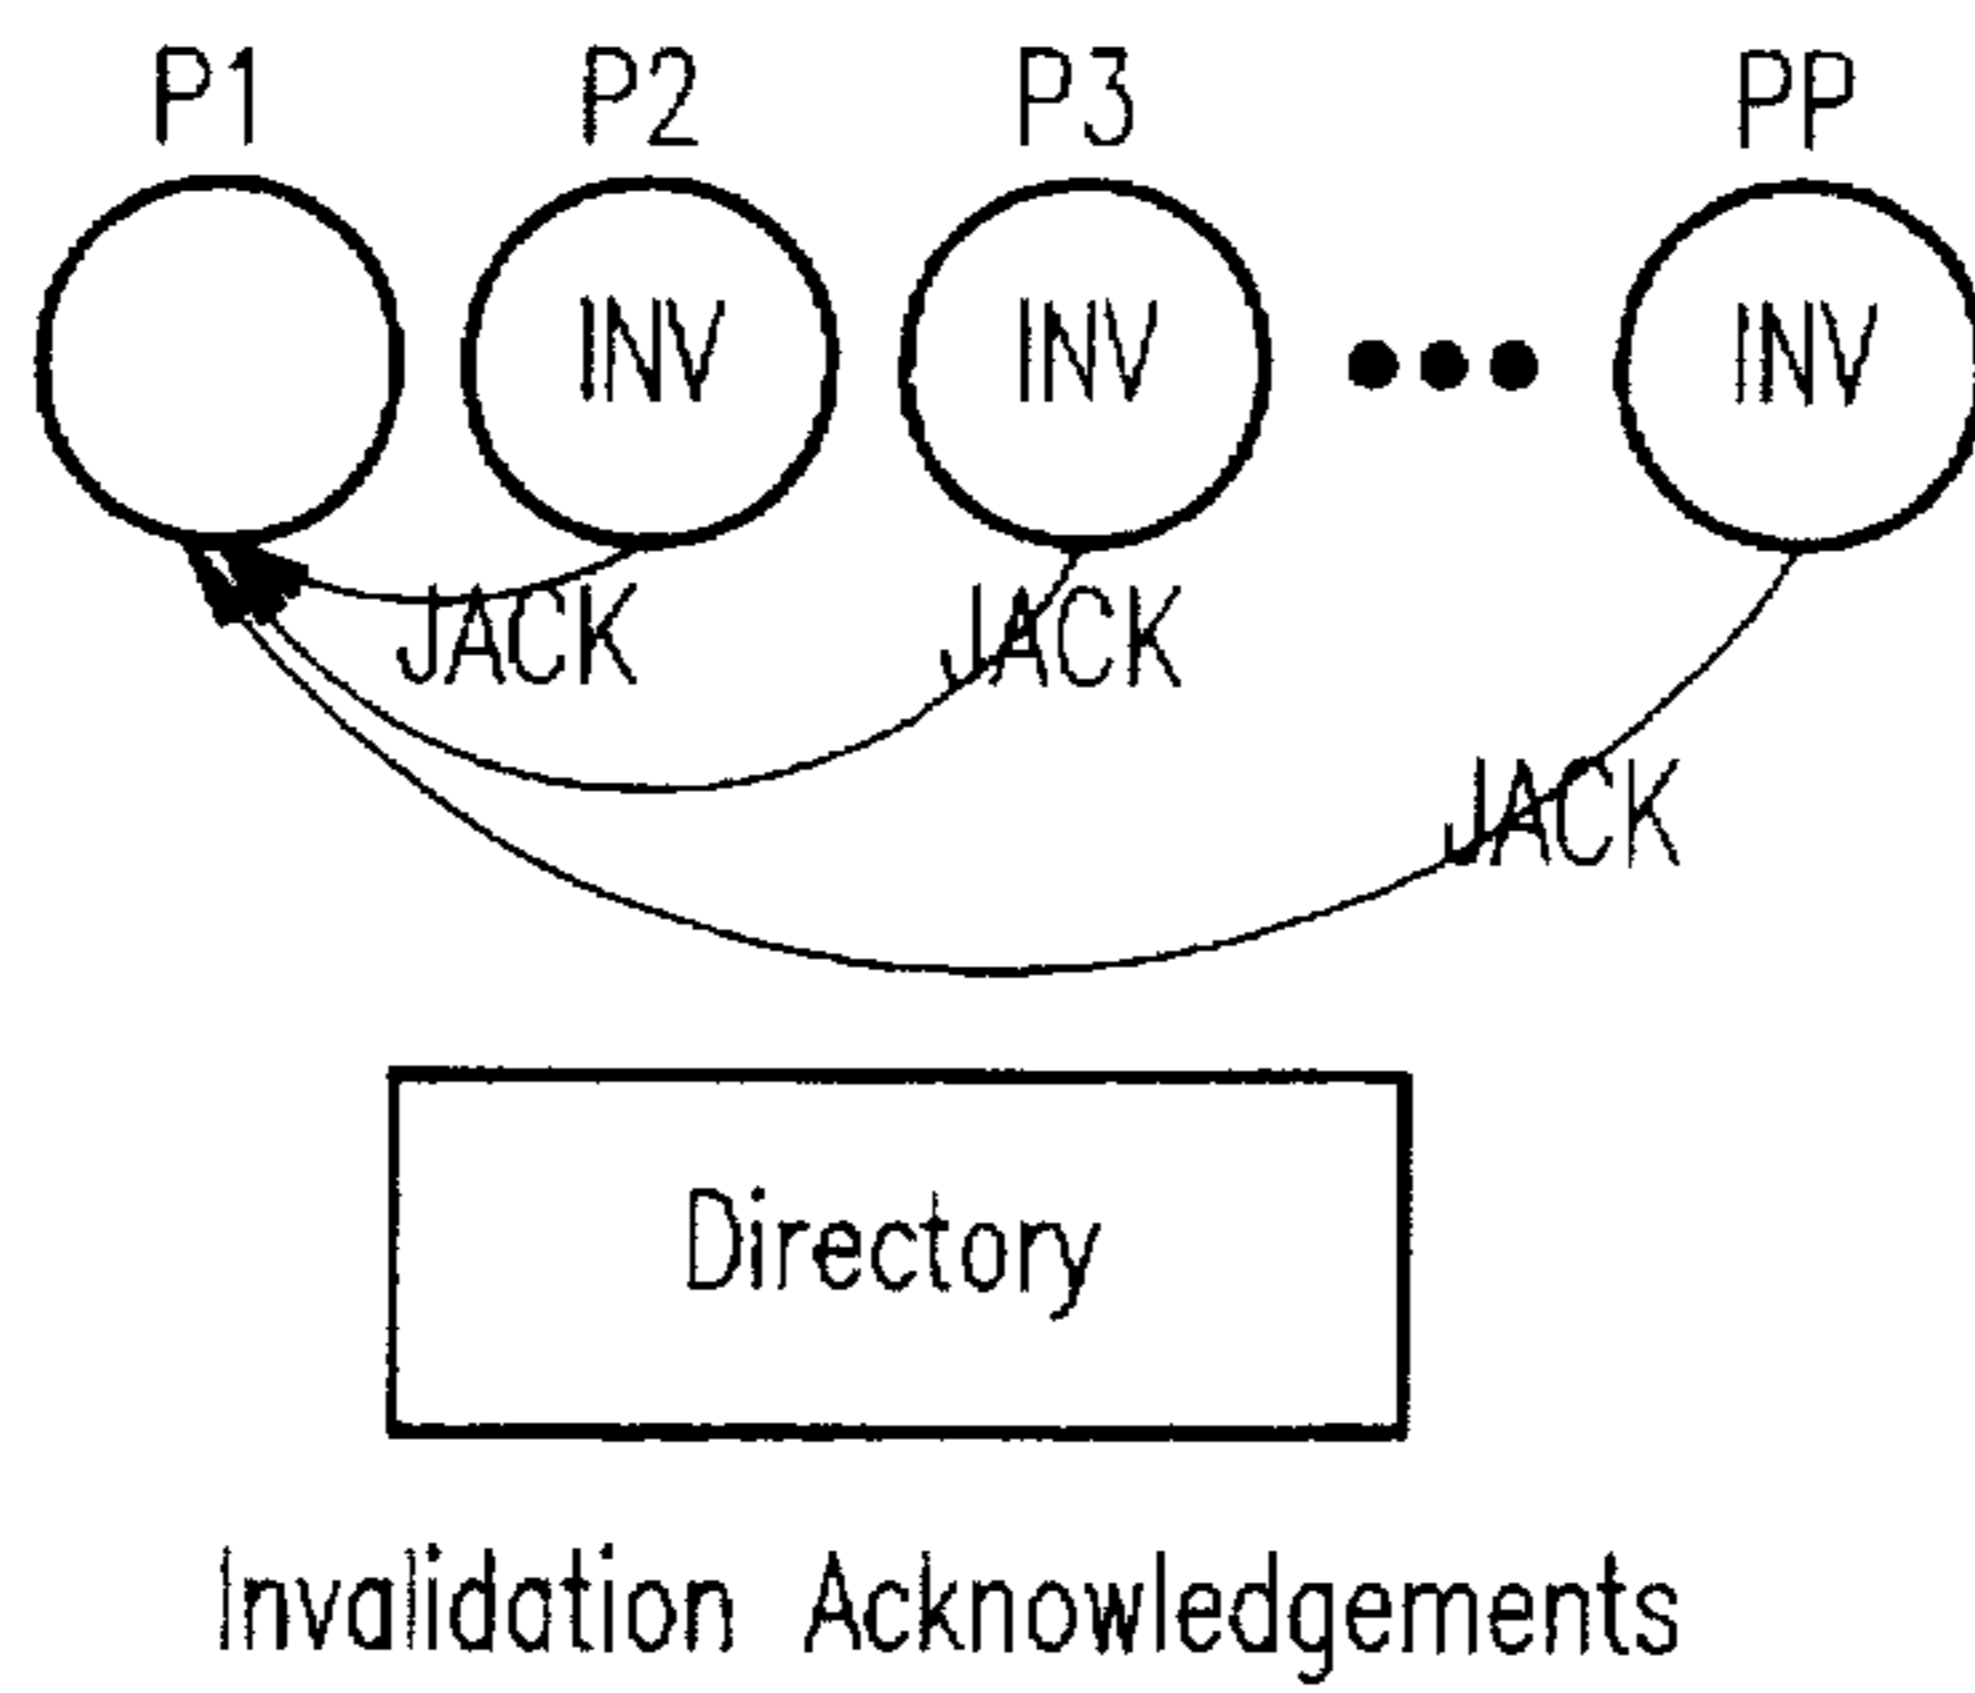 P1 P2 P3 PP
INV INV INV
JACK JACK
JACK
Directory
Invalidation Acknowledgements